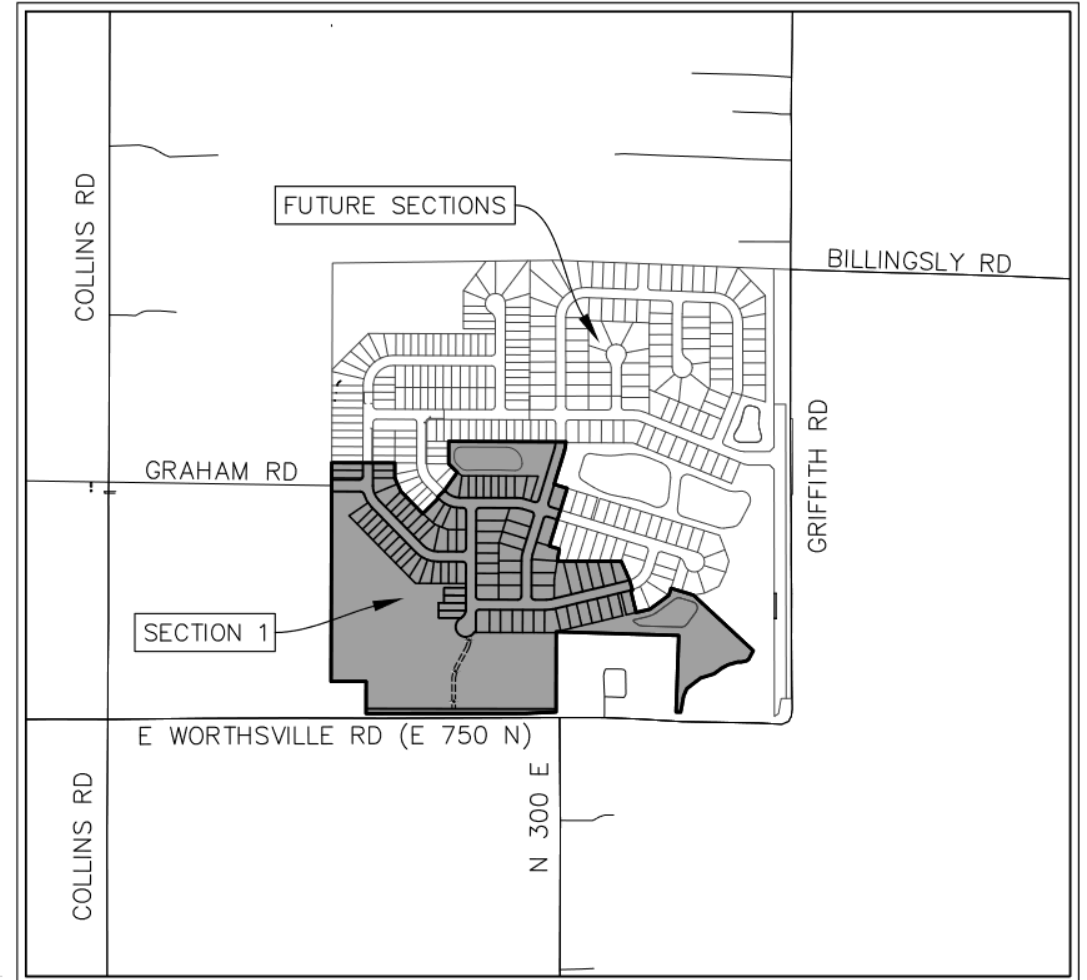 COLLINS RD
FUTURE SECTIONS
BILLINGSLY RD
GRAHAM RD
GRIFFITH RD
SECTION 1
E WORTHSVILLE RD (E 750 N)
COLLINS RD
N 300 E